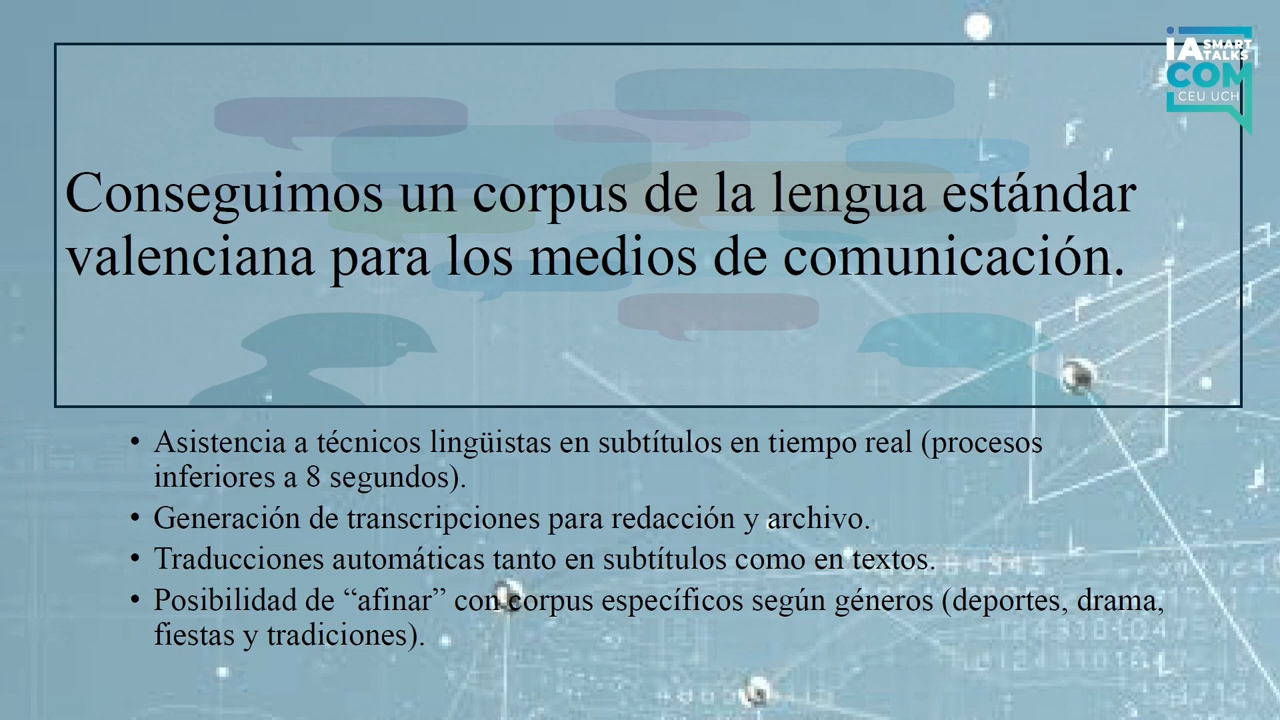 iA SMART
TALKS
COM
CEU UCH
Conseguimos un corpus de la lengua estándar
valenciana para los medios de comunicación.
• Asistencia a técnicos lingüistas en subtítulos en tiempo real (procesos
inferiores a 8 segundos).
• Generación de transcripciones para redacción y archivo.
• Traducciones automáticas tanto en subtítulos como en textos.
• Posibilidad de “afinar” con corpus específicos según géneros (deportes, drama,
fiestas y tradiciones).